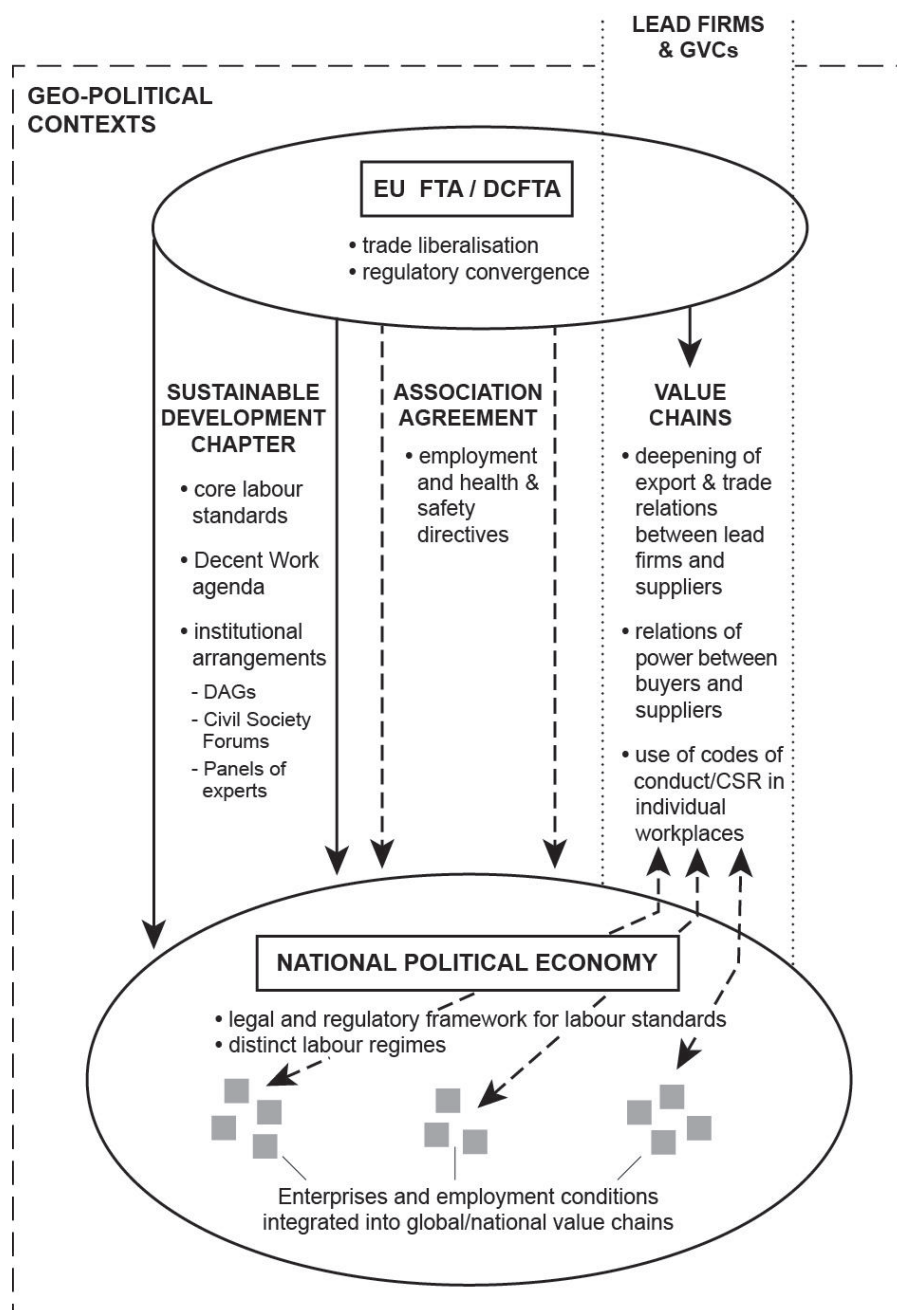 LEAD FIRMS
& GVCs
GEO-POLITICAL
CONTEXTS
EU FTA / DCFTA
• trade liberalisation
• regulatory convergence
SUSTAINABLE
DEVELOPMENT
CHAPTER
• core labour
standards
• Decent Work
agenda
• institutional
arrangements
- DAGs
- Civil Society
Forums
- Panels of
experts
ASSOCIATION
AGREEMENT
• employment
and health &
safety
directives
VALUE
CHAINS
• deepening of
export & trade
relations
between lead
firms and
suppliers
• relations of
power between
buyers and
suppliers
• use of codes of
conduct/CSR in
individual
workplaces
NATIONAL POLITICAL ECONOMY
• legal and regulatory framework for labour standards
• distinct labour regimes
Enterprises and employment conditions
integrated into global/national value chains